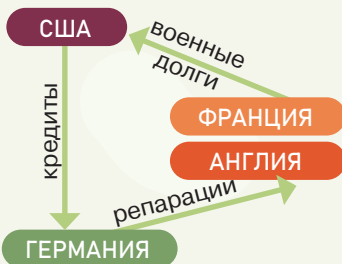 США
военные
долги
кредиты
ФРАНЦИЯ
АНГЛИЯ
репарации
ГЕРМАНИЯ